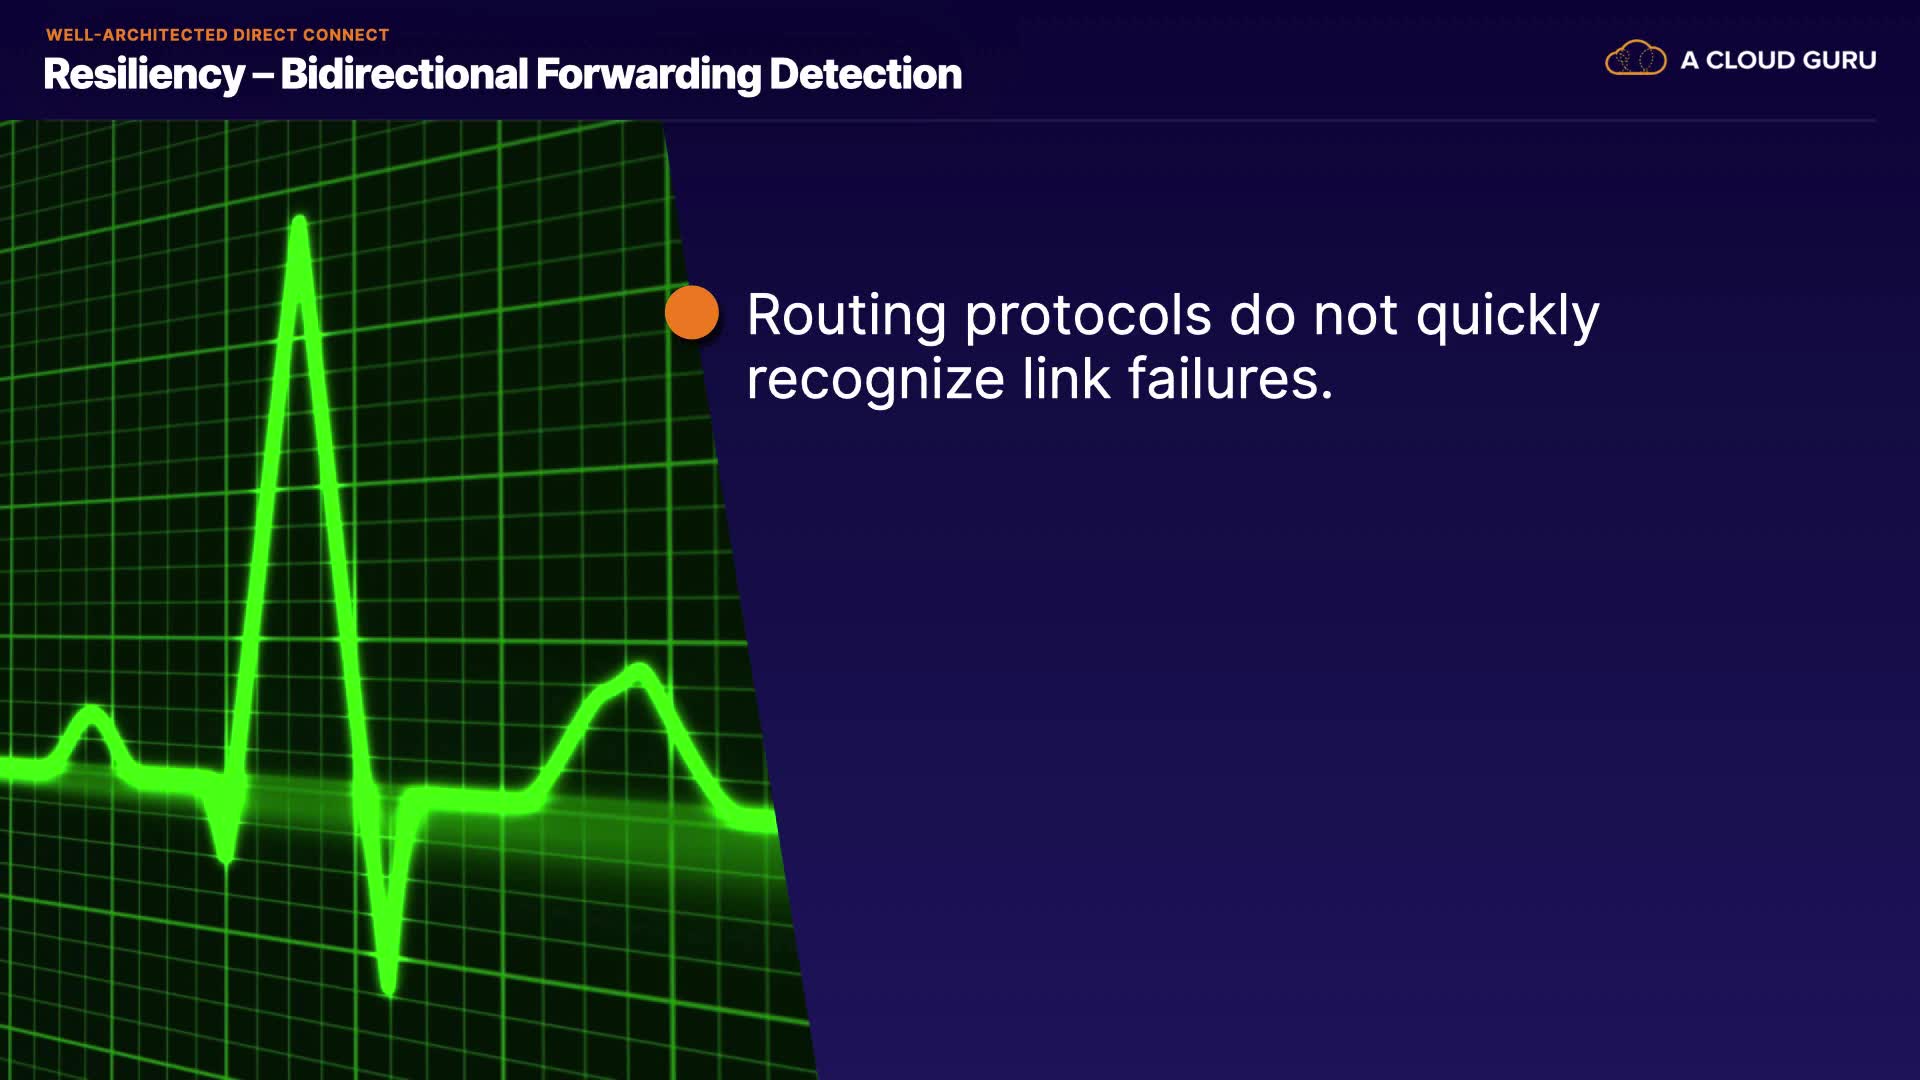 WELL-ARCHITECTED DIRECT CONNECT
Resiliency – Bidirectional Forwarding Detection
A CLOUD GURU
Routing protocols do not quickly
recognize link failures.